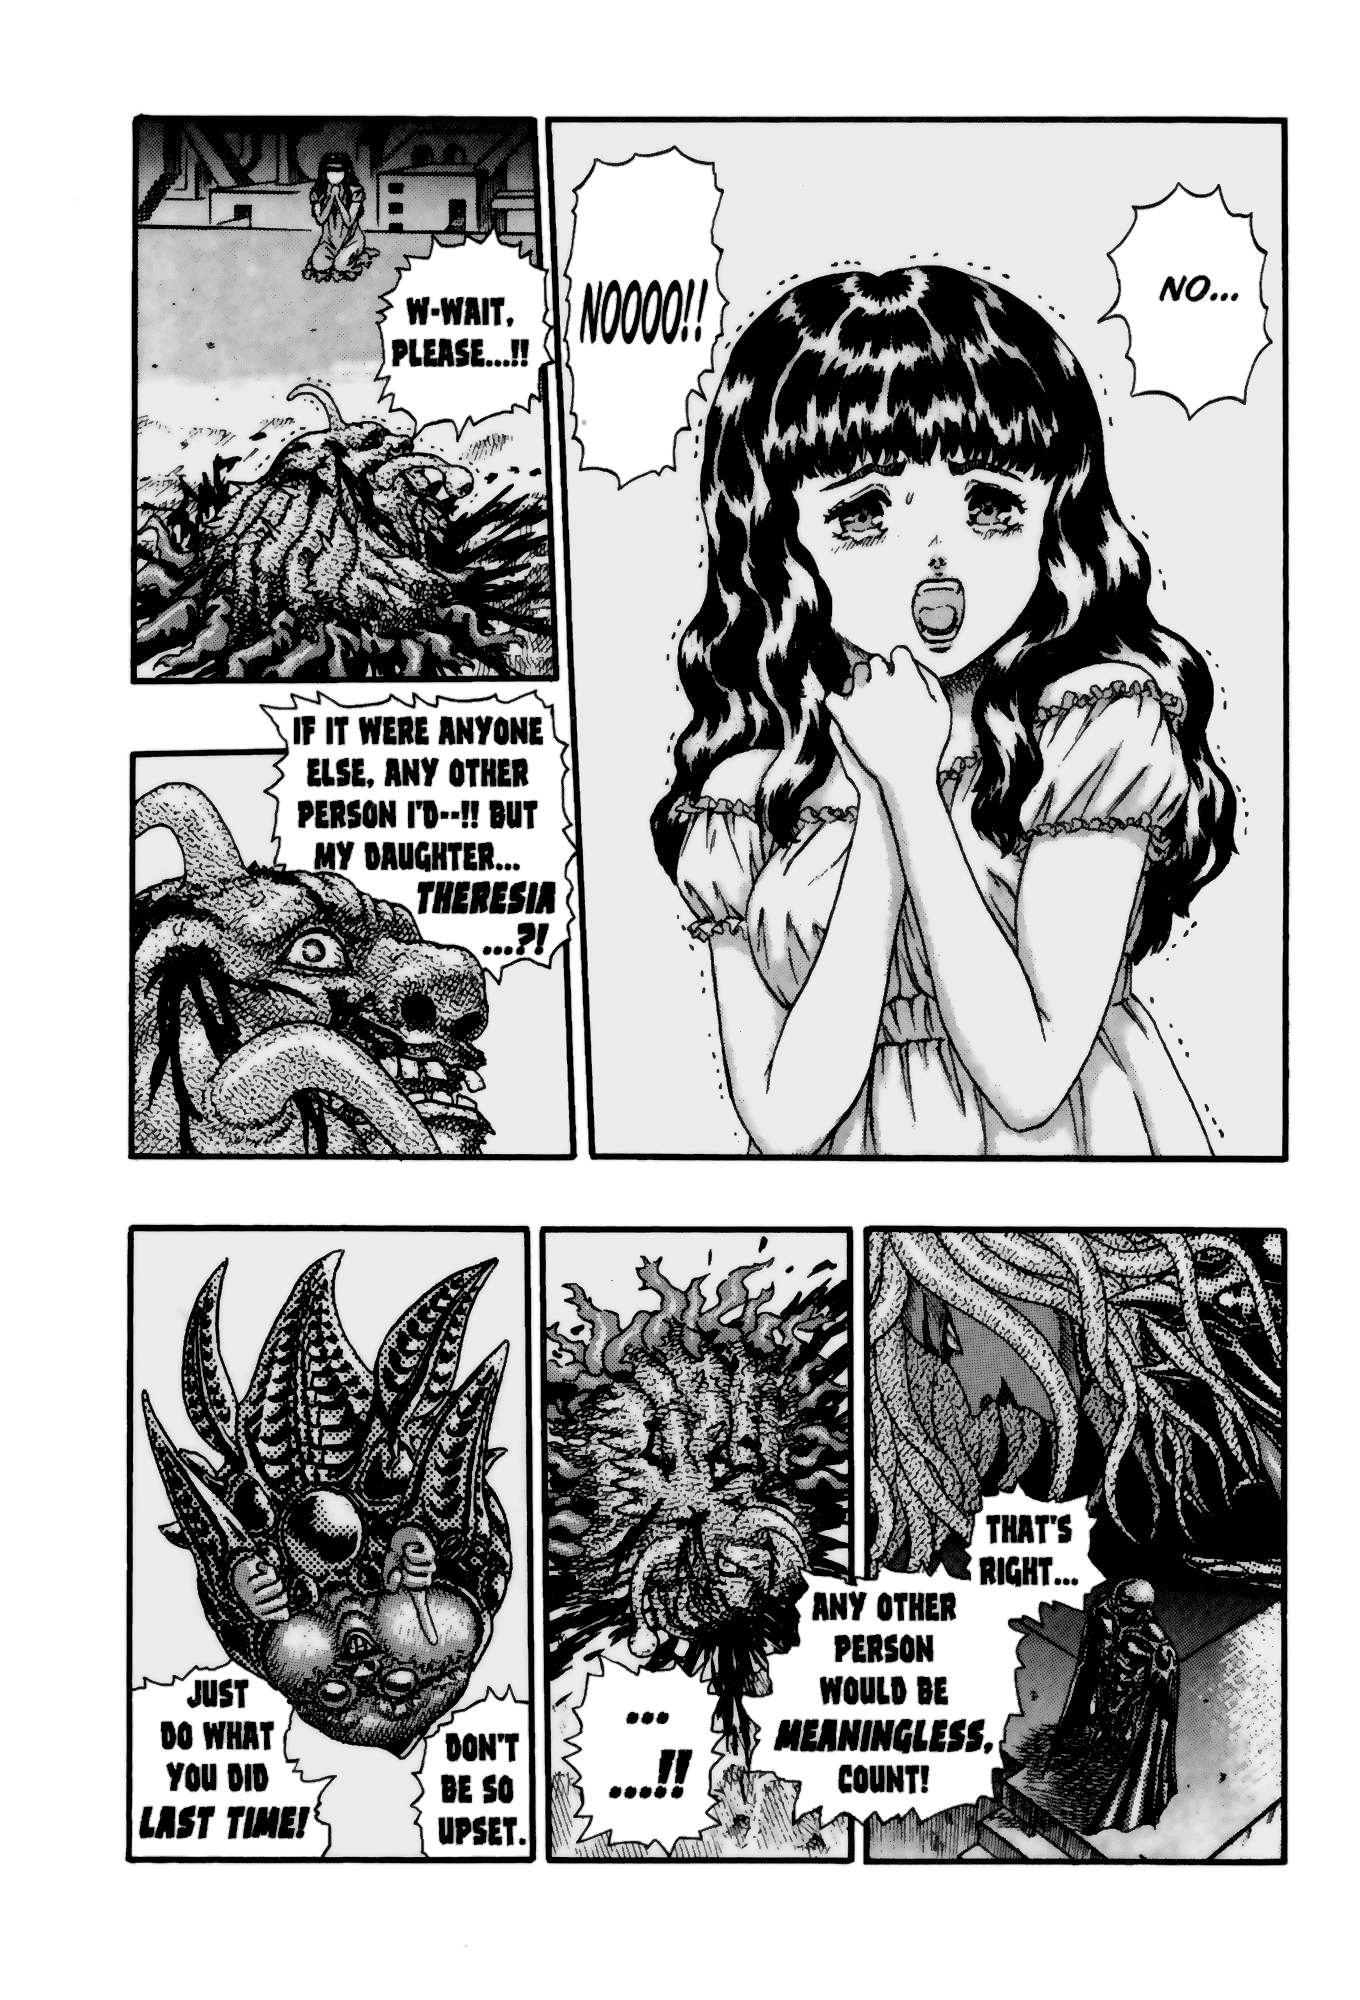 NO...
NOOOO!!
W-WAIT,
PLEASE...!!
IF IT WERE ANYONE
ELSE, ANY OTHER
PERSON I'D--!! BUT
MY DAUGHTER...
THERESIA
...?!
THAT'S
RIGHT...
ANY OTHER
PERSON
WOULD BE
MEANINGLESS,
COUNT!
...
...!!
DON'T
BE SO
UPSET.
JUST
DO WHAT
YOU DID
LAST TIME!